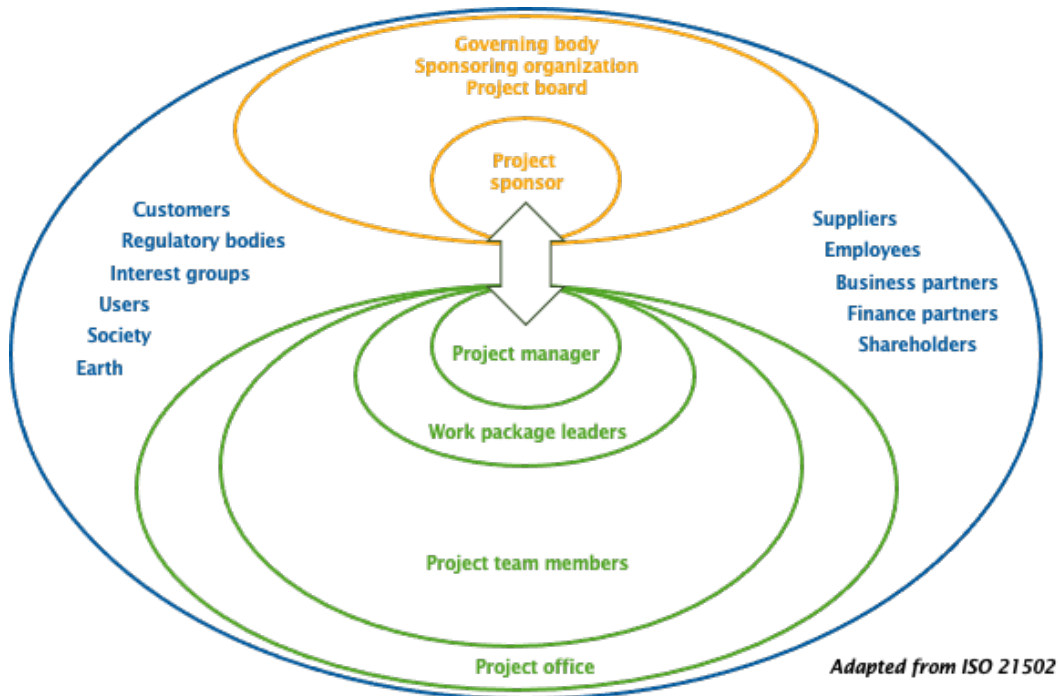 Governing body
Sponsoring organization
Project board
Project
sponsor
Customers
Regulatory bodies
Interest groups
Users
Society
Earth
Suppliers
Employees
Business partners
Finance partners
Shareholders
Project manager
Work package leaders
Project team members
Project office
Adapted from ISO 21502